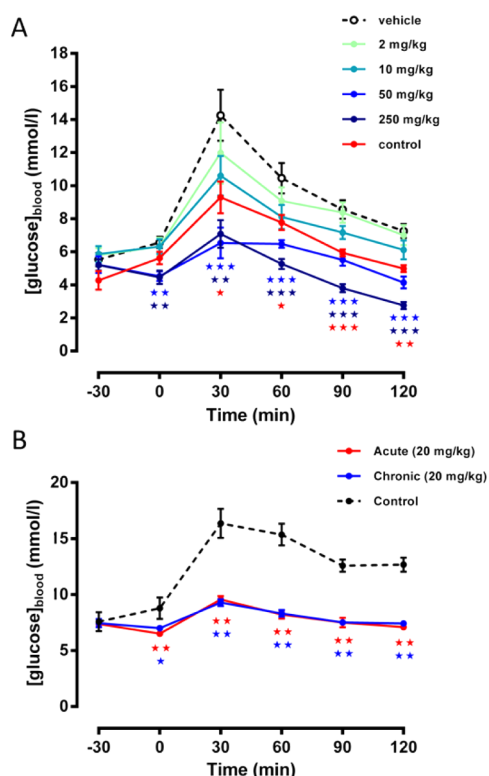 A
vehicle
2 mg/kg
10 mg/kg
50 mg/kg
250 mg/kg
control
[glucose]blood (mmol/l)
18
16
14
12
10
8
6
4
2
0
★★ ★★★ ★★★ ★★★ ★★★
★★ ★★ ★★★ ★★★ ★★★
★ ★ ★★★ ★★
-30 0 30 60 90 120
Time (min)
B
Acute (20 mg/kg)
Chronic (20 mg/kg)
Control
[glucose]blood (mmol/l)
20
15
10
5
0
★★ ★★ ★★ ★★ ★★
★ ★★ ★★ ★★ ★★
-30 0 30 60 90 120
Time (min)